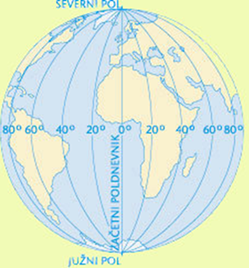 SEVERNI POL
80° 60° 40° 20° 0° 20° 40° 60° 80°
ZAČETNI POLDNEVNIK
JUŽNI POL